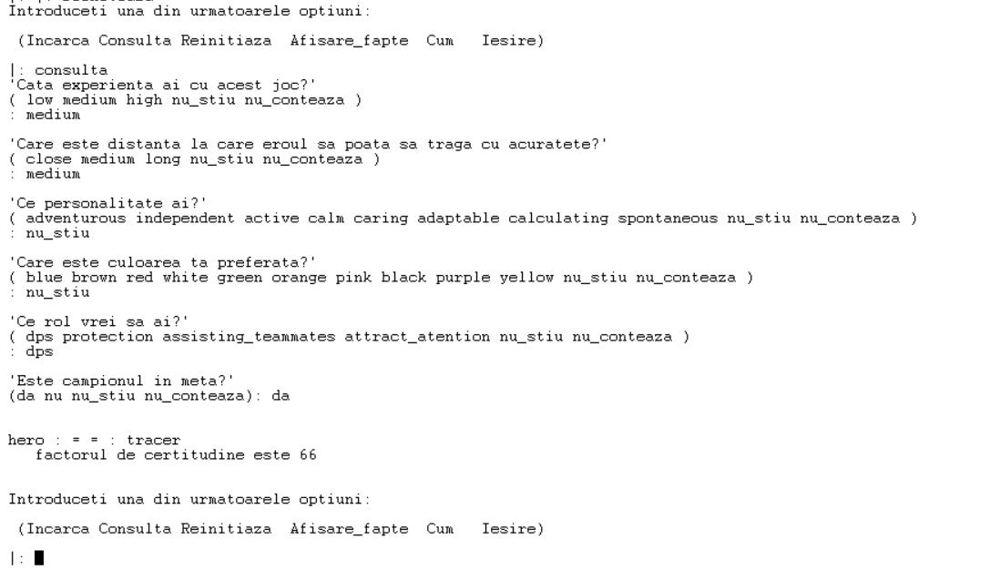 Introduceti una din urmatoarele optiuni:
(Incarca Consulta Reinitiaza  Afisare_fapte  Cum   Iesire)
|: consulta
'Cata experienta ai cu acest joc?'
( low medium high nu_stiu nu_conteaza )
: medium
'Care este distanta la care eroul sa poata sa traga cu acuratete?'
( close medium long nu_stiu nu_conteaza )
: medium
'Ce personalitate ai?'
( adventurous independent active calm caring adaptable calculating spontaneous nu_stiu nu_conteaza )
: nu_stiu
'Care este culoarea ta preferata?'
( blue brown red white green orange pink black purple yellow nu_stiu nu_conteaza )
: nu_stiu
'Ce rol vrei sa ai?'
( dps protection assisting_teammates attract_atention nu_stiu nu_conteaza )
: dps
'Este campionul in meta?'
(da nu nu_stiu nu_conteaza): da
hero : = = : tracer
factorul de certitudine este 66
Introduceti una din urmatoarele optiuni:
(Incarca Consulta Reinitiaza  Afisare_fapte  Cum   Iesire)
|: